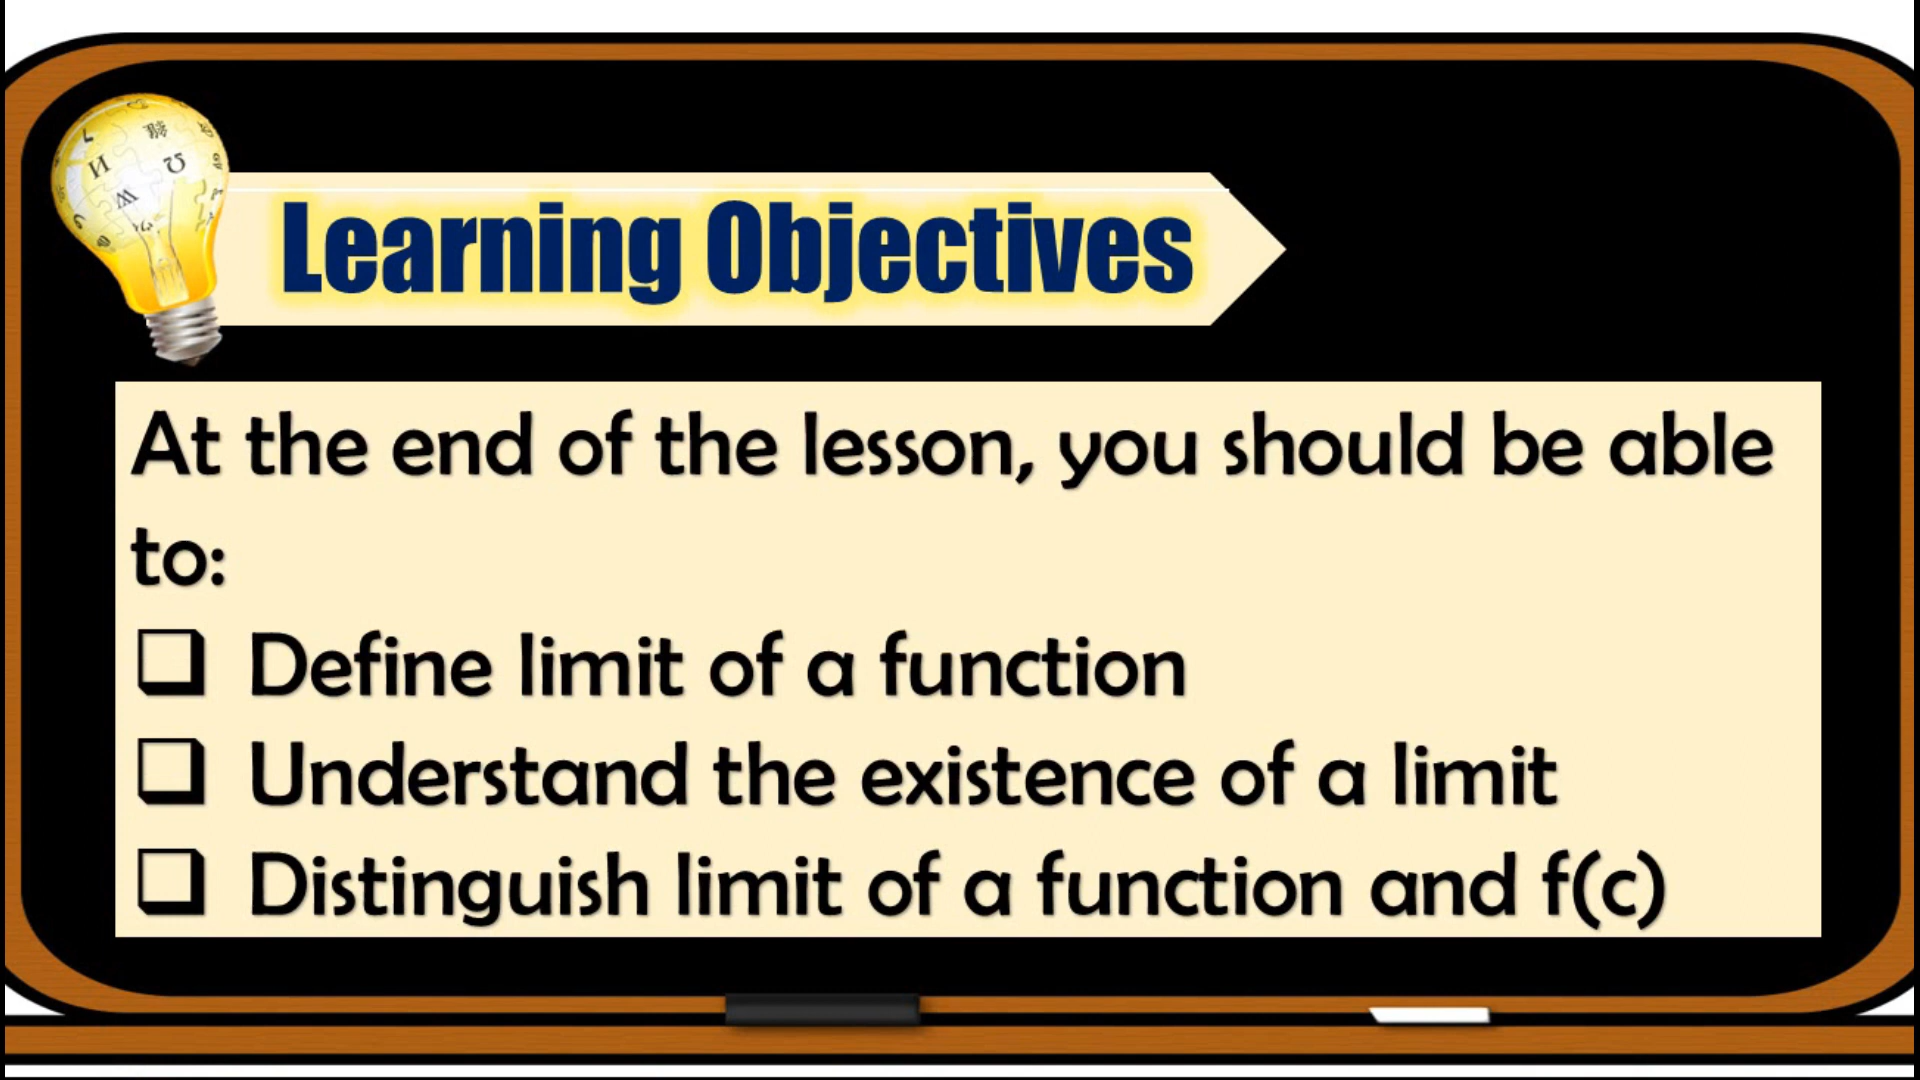 Learning Objectives
At the end of the lesson, you should be able
to:
❑ Define limit of a function
❑ Understand the existence of a limit
❑ Distinguish limit of a function and f(c)